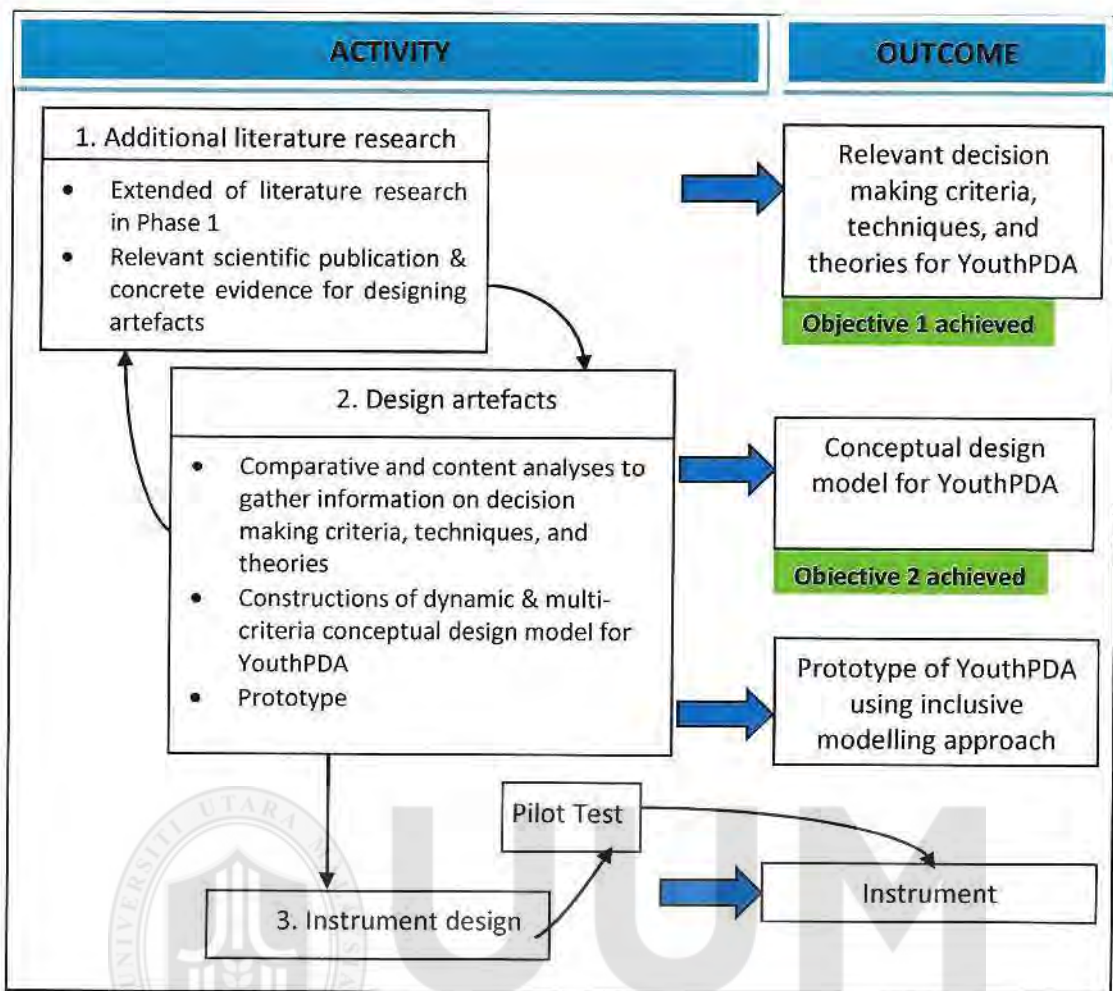 ACTIVITY
OUTCOME
1. Additional literature research
• Extended of literature research
in Phase 1
• Relevant scientific publication &
concrete evidence for designing
artefacts
Relevant decision
making criteria,
techniques, and
theories for YouthPDA
Objective 1 achieved
2. Design artefacts
• Comparative and content analyses to
gather information on decision
making criteria, techniques, and
theories
• Constructions of dynamic & multi-
criteria conceptual design model for
YouthPDA
• Prototype
Conceptual design
model for YouthPDA
Objective 2 achieved
Prototype of YouthPDA
using inclusive
modelling approach
Pilot Test
3. Instrument design
Instrument
UNIVERSITI UTARA
UUM